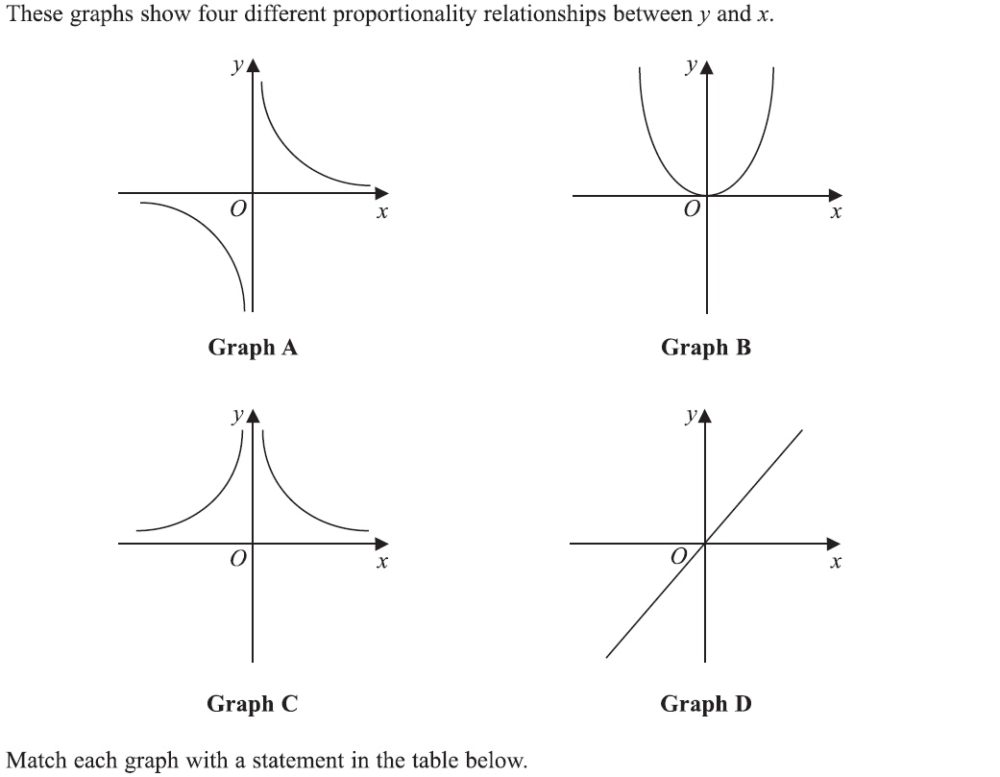 These graphs show four different proportionality relationships between y and x.
y
y
O
x
O
x
Graph A
Graph B
y
y
O
x
O
x
Graph C
Graph D
Match each graph with a statement in the table below.